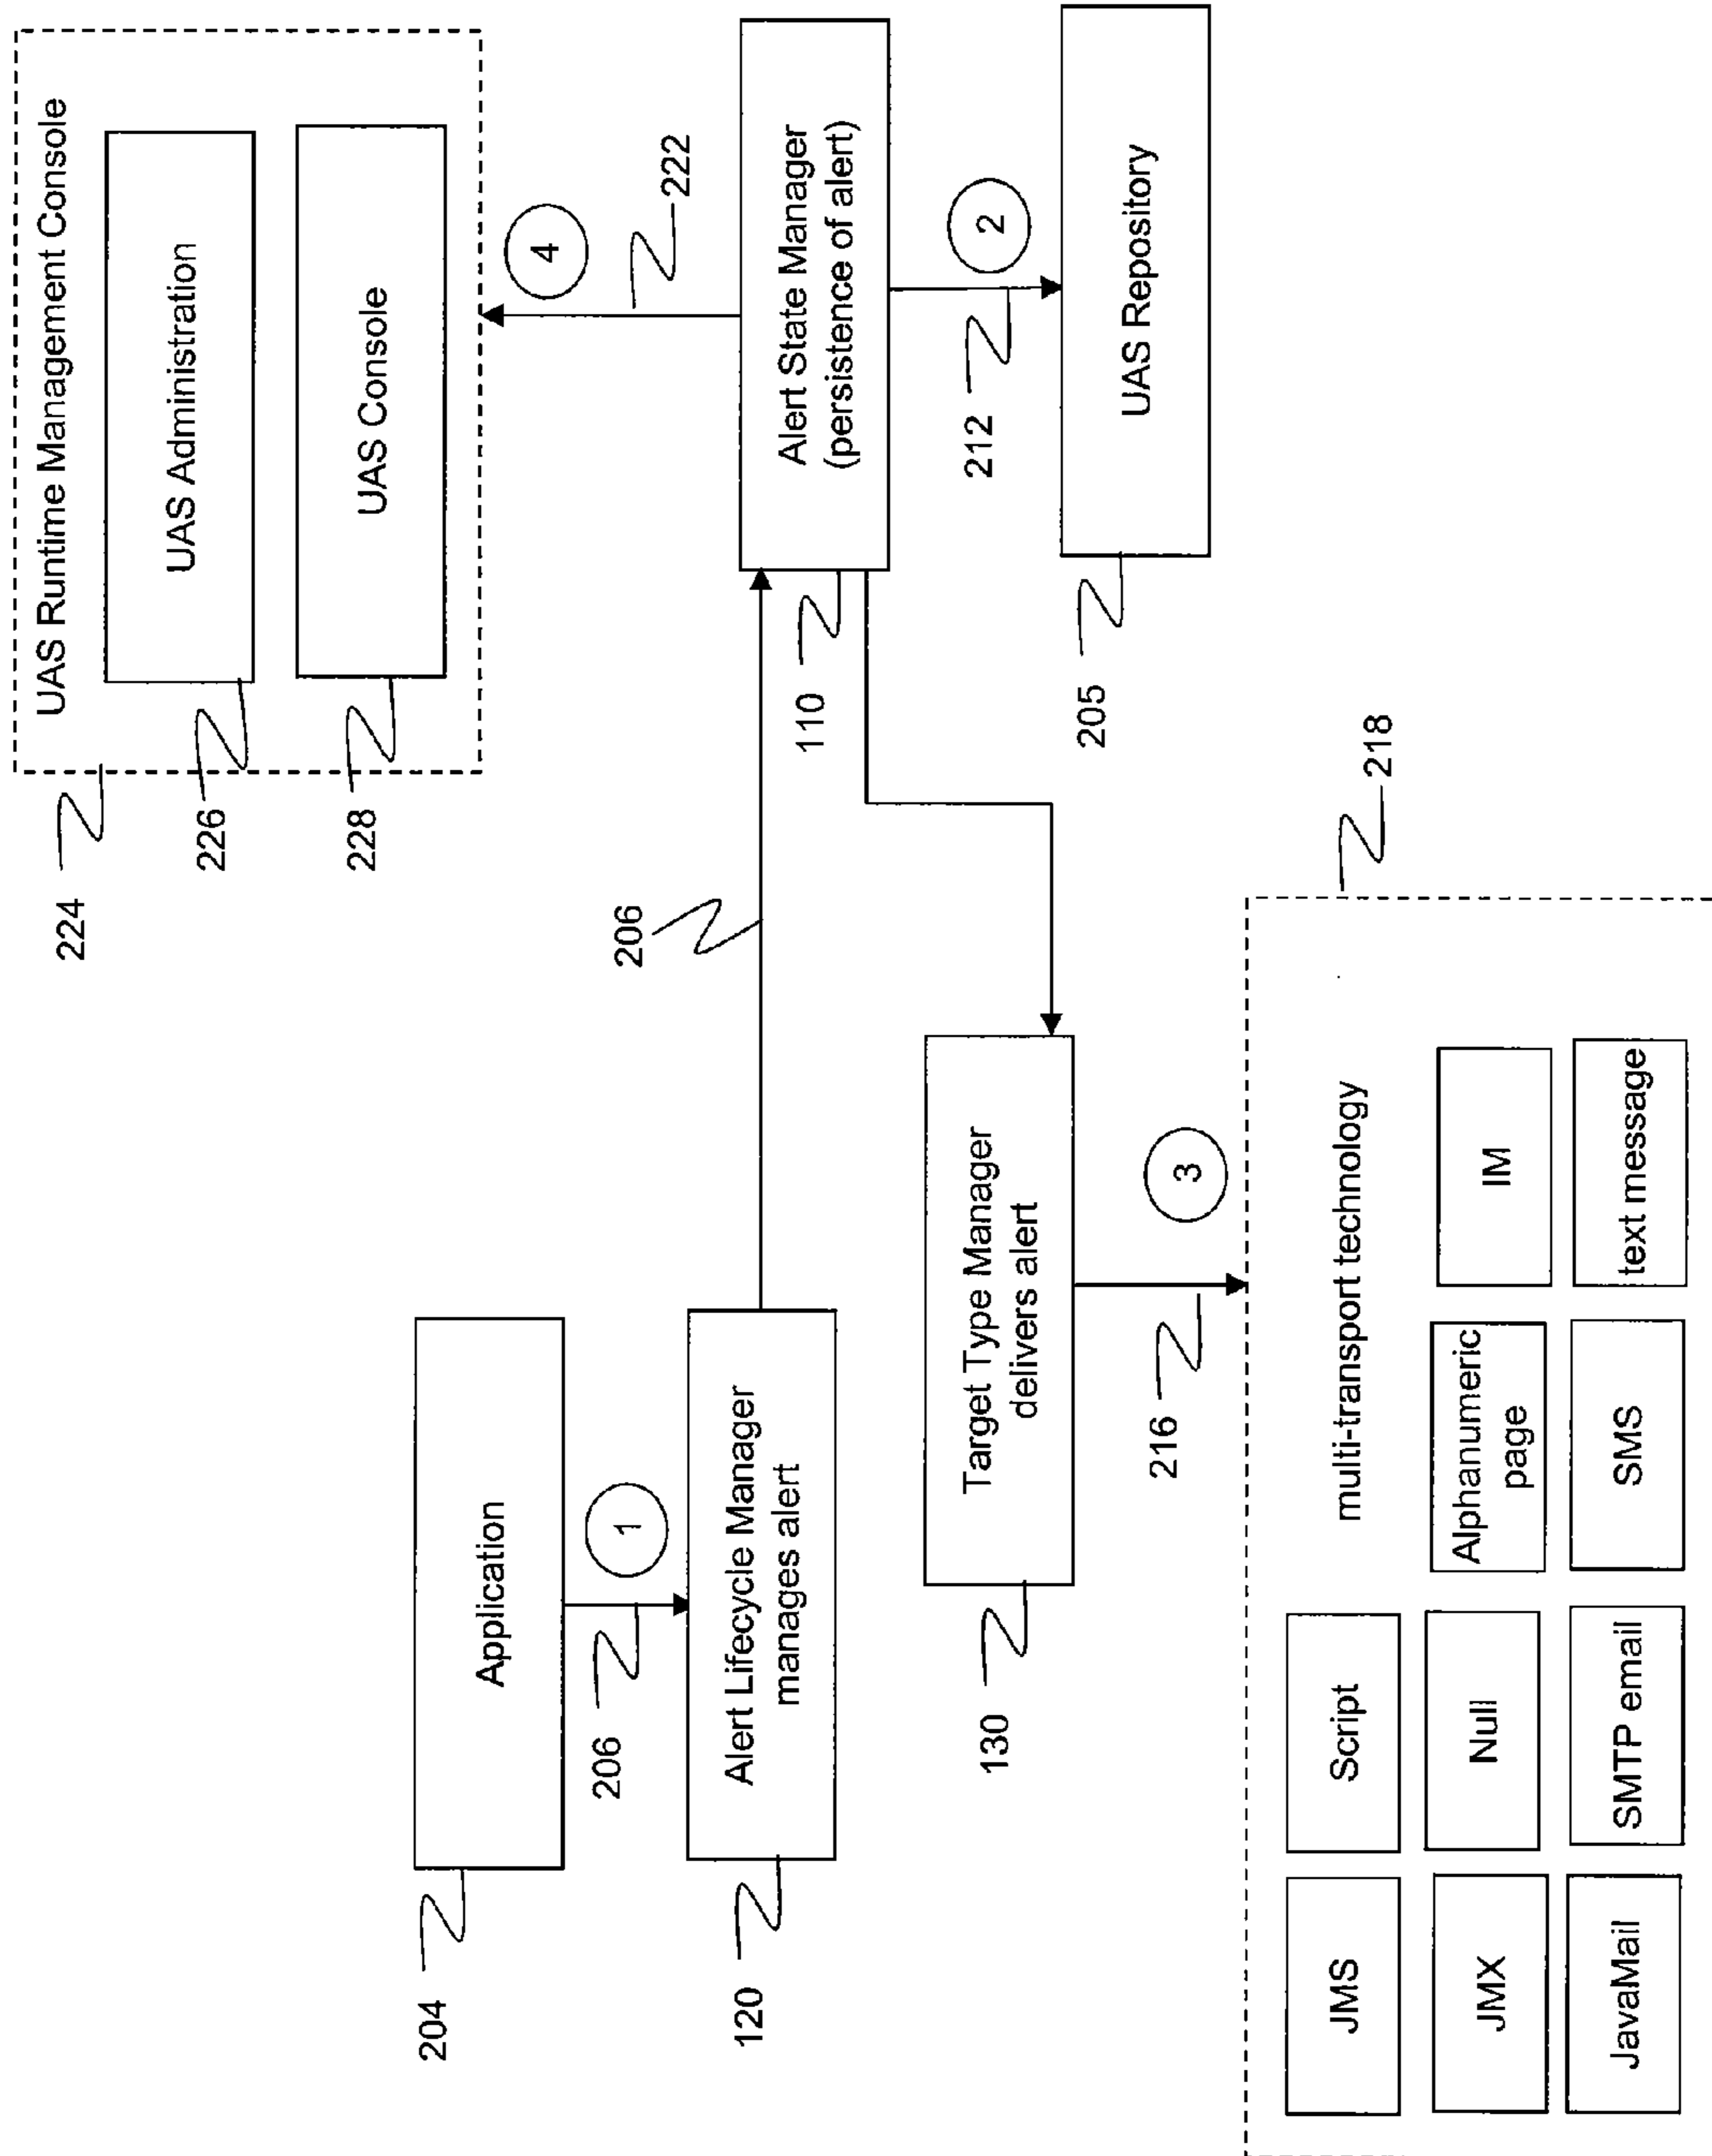 UAS Runtime Management Console
UAS Administration
UAS Console
224
226
228
4
222
Application
204
1
206
Alert Lifecycle Manager
manages alert
120
206
Alert State Manager
(persistence of alert)
110
2
212
UAS Repository
205
Target Type Manager
delivers alert
130
3
216
218
multi-transport technology
JMS
Script
JMX
Null
Alphanumeric
page
IM
JavaMail
SMTP email
SMS
text message